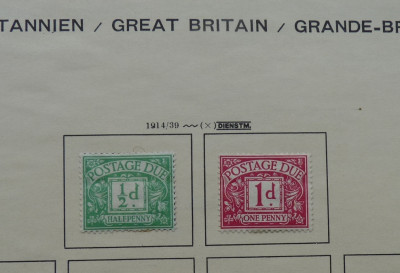 TANNIEN / GREAT BRITAIN / GRANDE-BR
1914/39 ~~ (×) DIENSTM.
POSTAGE DUE
½d.
HALFPENNY
POSTAGE DUE
1d.
ONE PENNY